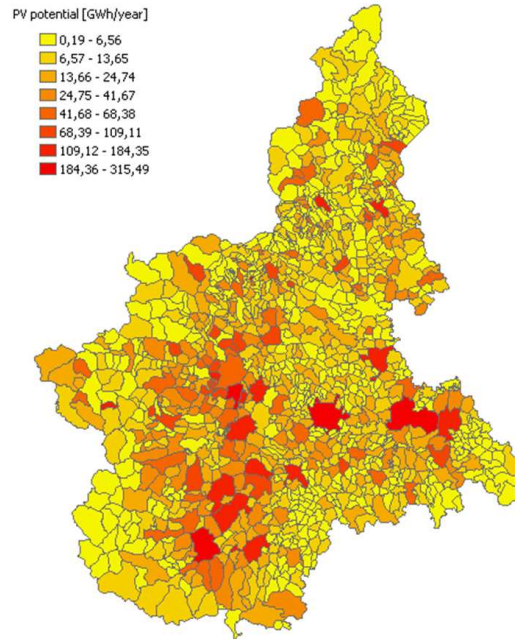 PV potential [GWh/year]
0,19 - 6,56
6,57 - 13,65
13,66 - 24,74
24,75 - 41,67
41,68 - 68,38
68,39 - 109,11
109,12 - 184,35
184,36 - 315,49